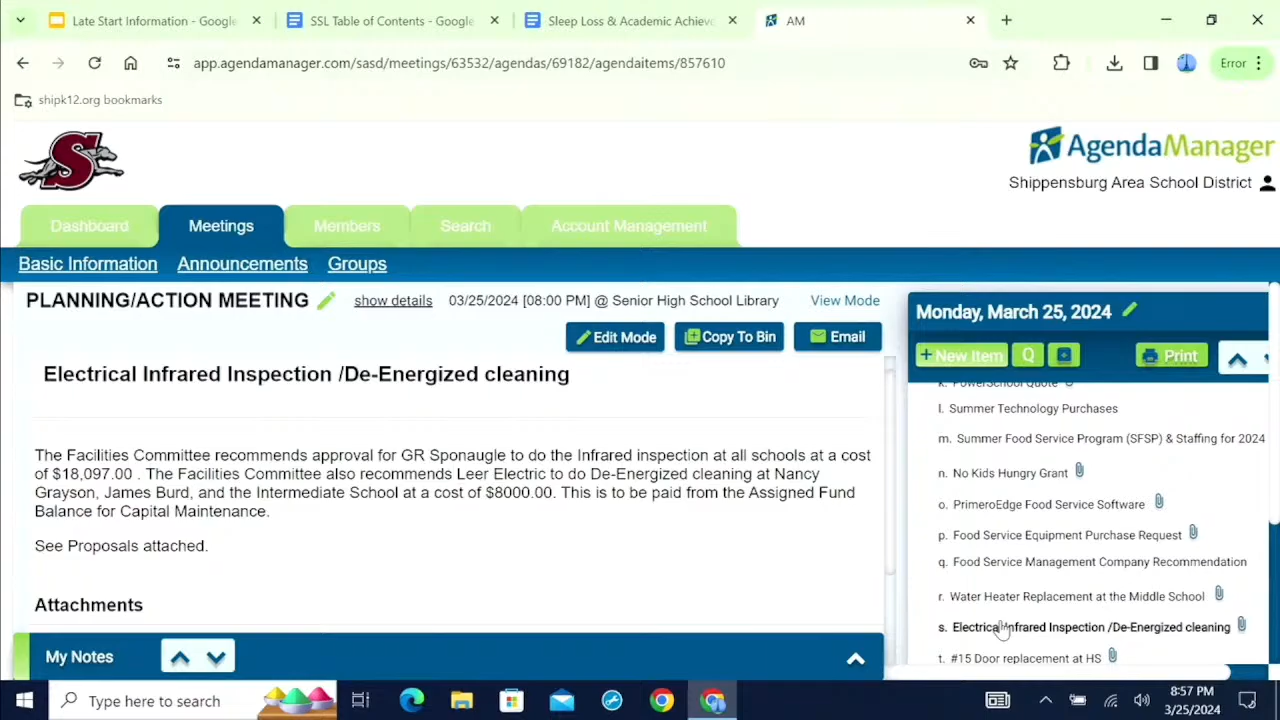 Late Start Information - Google
SSL Table of Contents - Google
Sleep Loss & Academic Achieve
AM
app.agendamanager.com/sasd/meetings/63532/agendas/69182/agendaitems/857610
Error
shipk12.org bookmarks
S
AgendaManager
Shippensburg Area School District
Dashboard
Meetings
Members
Search
Account Management
Basic Information
Announcements
Groups
PLANNING/ACTION MEETING
show details
03/25/2024 [08:00 PM] @ Senior High School Library
View Mode
Edit Mode
Copy To Bin
Email
Electrical Infrared Inspection /De-Energized cleaning
The Facilities Committee recommends approval for GR Sponaugle to do the Infrared inspection at all schools at a cost
of $18,097.00 . The Facilities Committee also recommends Leer Electric to do De-Energized cleaning at Nancy
Grayson, James Burd, and the Intermediate School at a cost of $8000.00. This is to be paid from the Assigned Fund
Balance for Capital Maintenance.
See Proposals attached.
Attachments
My Notes
Monday, March 25, 2024
+ New Item
Q
Print
k. PowerSchool Quote
l. Summer Technology Purchases
m. Summer Food Service Program (SFSP) & Staffing for 2024
n. No Kids Hungry Grant
o. PrimeroEdge Food Service Software
p. Food Service Equipment Purchase Request
q. Food Service Management Company Recommendation
r. Water Heater Replacement at the Middle School
s. Electrical Infrared Inspection /De-Energized cleaning
t. #15 Door replacement at HS
Type here to search
8:57 PM
3/25/2024